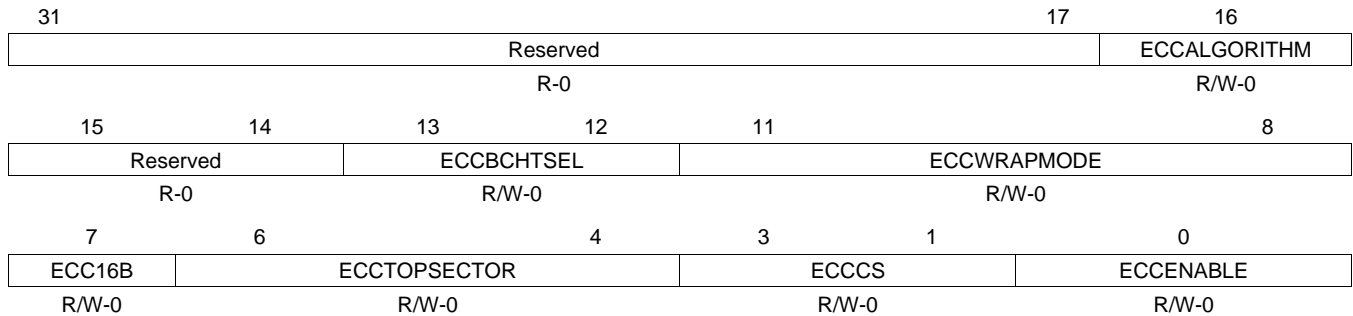 31 17 16
Reserved ECCALGORITHM
R-0 R/W-0
15 14 13 12 11 8
Reserved ECCBCHTSEL ECCWRAPMODE
R-0 R/W-0 R/W-0
7 6 4 3 1 0
ECC16B ECCTOPSECTOR ECCCS ECCENABLE
R/W-0 R/W-0 R/W-0 R/W-0